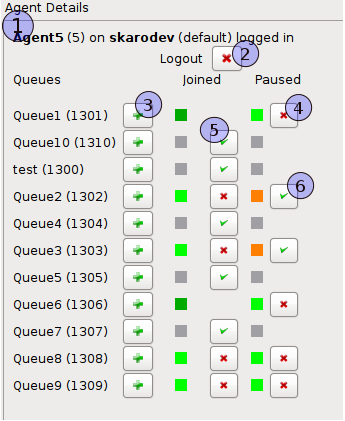 Agent Details
1
Agent5 (5) on skarodev (default) logged in
Logout 2
Queues Joined Paused
3 4
Queue1 (1301)
5
Queue10 (1310)
test (1300)
6
Queue2 (1302)
Queue4 (1304)
Queue3 (1303)
Queue5 (1305)
Queue6 (1306)
Queue7 (1307)
Queue8 (1308)
Queue9 (1309)